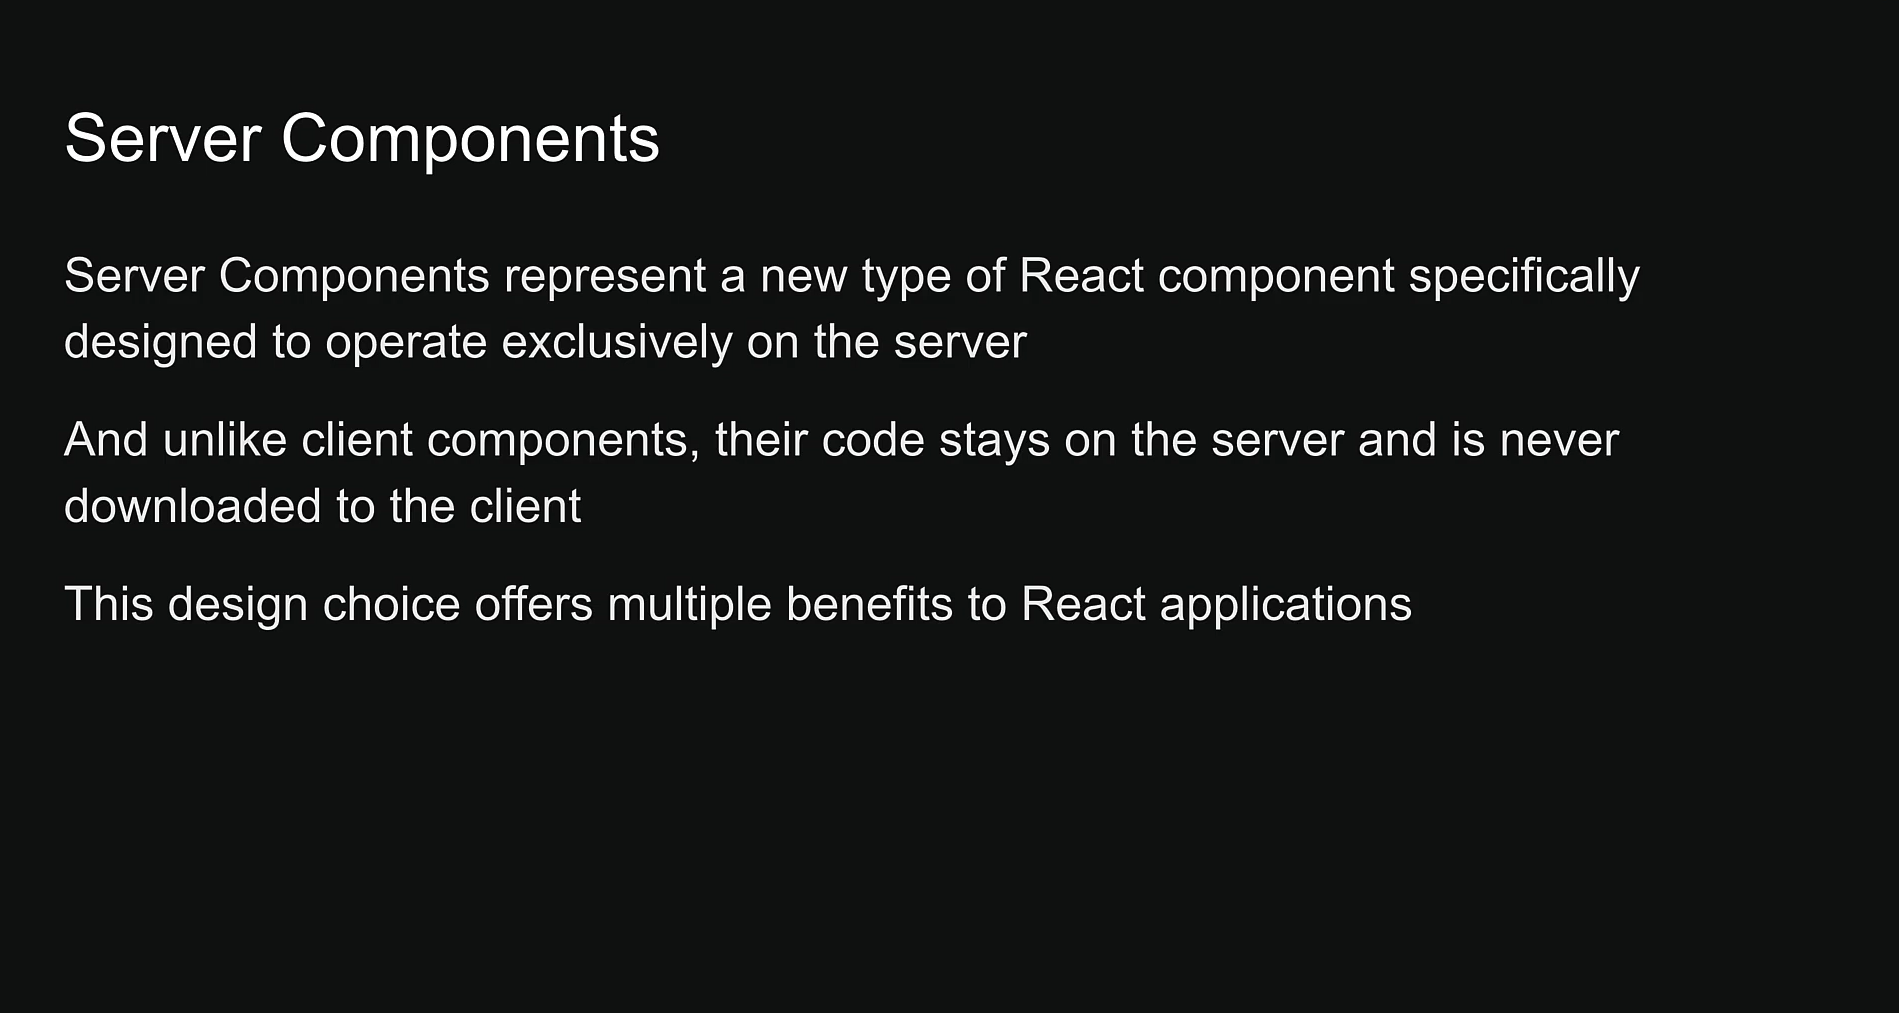 Server Components
Server Components represent a new type of React component specifically
designed to operate exclusively on the server
And unlike client components, their code stays on the server and is never
downloaded to the client
This design choice offers multiple benefits to React applications